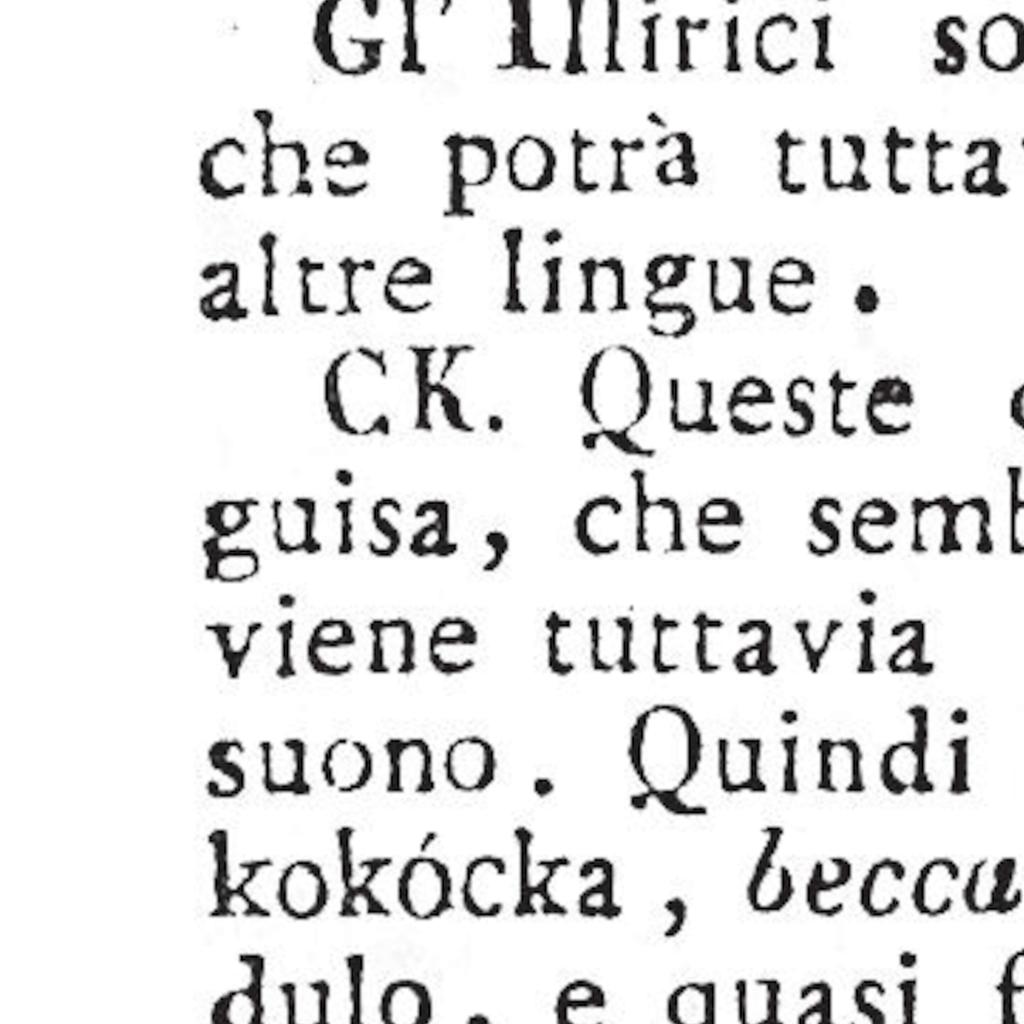 Gl' Illirici so
che potrà tutta
altre lingue.
CK. Queste
guisa, che semb
viene tuttavia
suono. Quindi
kokócka, becca
dulo, e quasi f